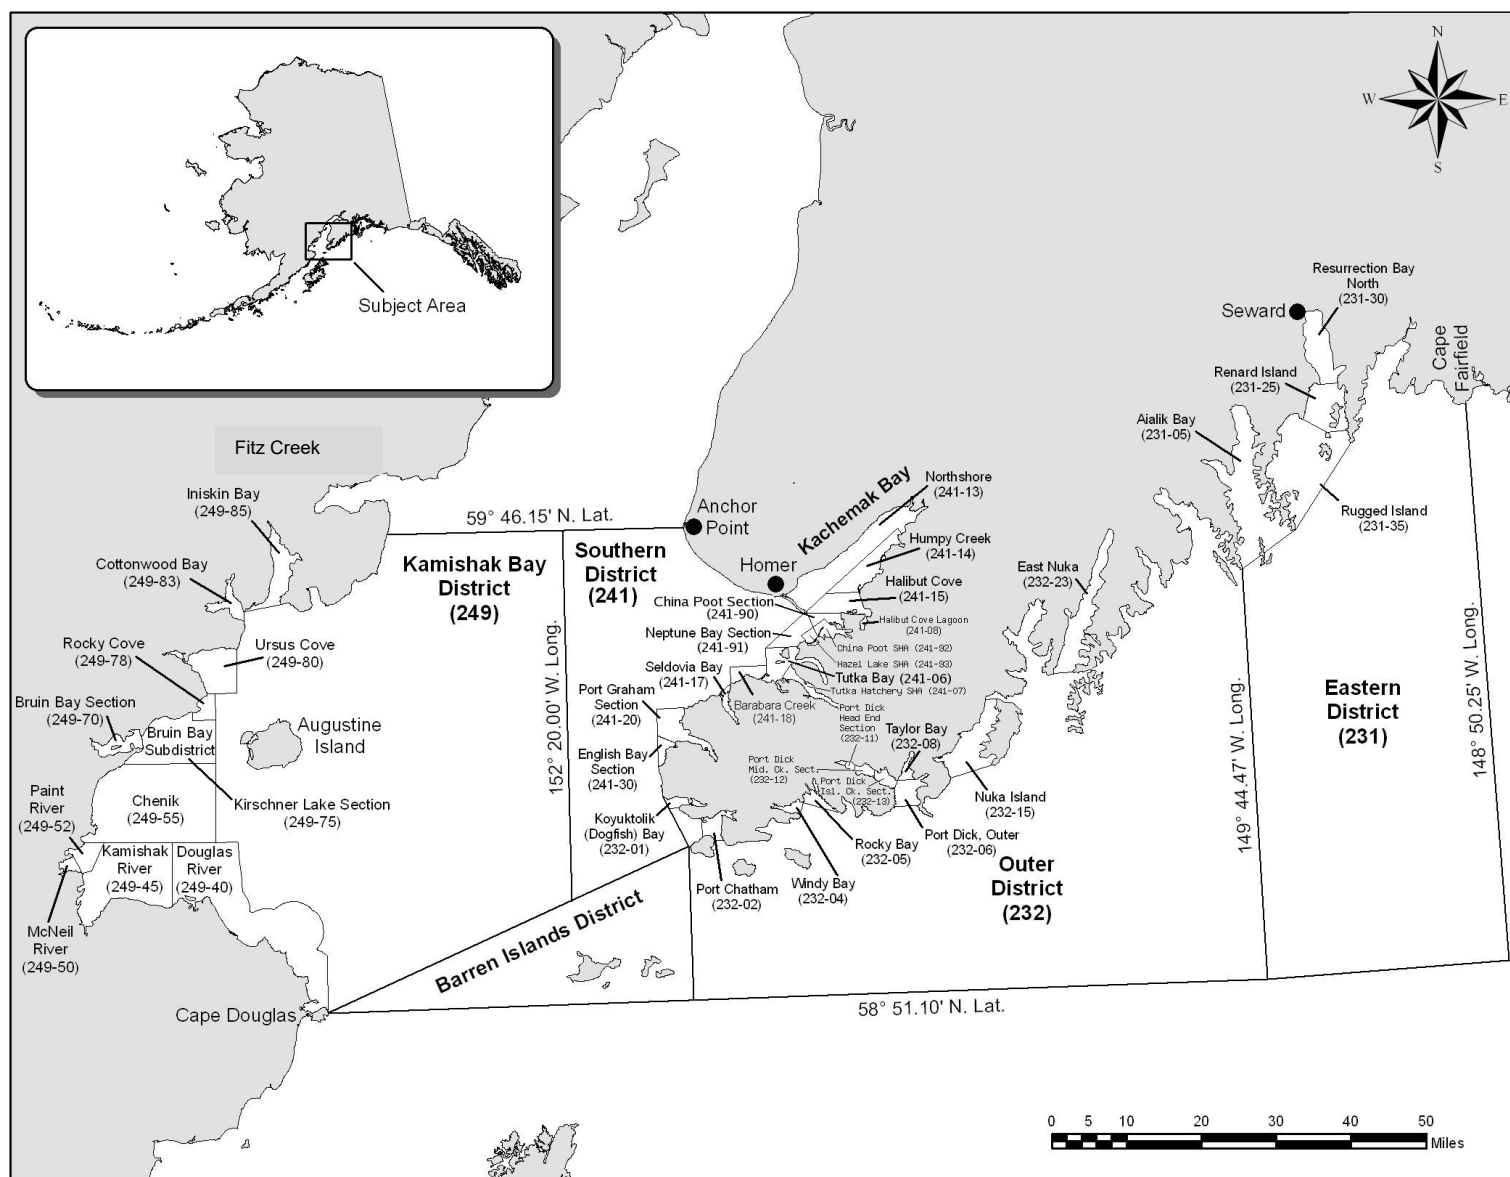 N
W
E
S
Subject Area
Resurrection Bay
North
(231-30)
Seward
Cape
Fairfield
Renard Island
(231-25)
Aialik Bay
(231-05)
Rugged Island
(231-35)
Fitz Creek
Iniskin Bay
(249-85)
Cottonwood Bay
(249-83)
Rocky Cove
(249-78)
Ursus Cove
(249-80)
Bruin Bay Section
(249-70)
Bruin Bay
Subdistrict
Augustine
Island
Paint
River
(249-52)
Chenik
(249-55)
Kirschner Lake Section
(249-75)
Kamishak
River
(249-45)
Douglas
River
(249-40)
McNeil
River
(249-50)
Cape Douglas
59° 46.15' N. Lat.
Kamishak Bay
District
(249)
Southern
District
(241)
152° 20.00' W. Long.
Anchor
Point
Homer
Kachemak Bay
Northshore
(241-13)
Humpy Creek
(241-14)
Halibut Cove
(241-15)
China Poot Section
(241-90)
Halibut Cove Lagoon
(241-08)
Neptune Bay Section
(241-91)
China Poot SHA (241-92)
Hazel Lake SHA (241-93)
Seldovia Bay
(241-17)
Tutka Bay (241-06)
Tutka Hatchery SHA (241-07)
Port Graham
Section
(241-20)
Barabara Creek
(241-18)
Port Dick
Head End
Section
(232-11)
Taylor Bay
(232-08)
English Bay
Section
(241-30)
Port Dick
Mid. Ck. Sect.
(232-12)
Port Dick
Isl. Ck. Sect.
(232-13)
East Nuka
(232-23)
Nuka Island
(232-15)
Koyuktolik
(Dogfish) Bay
(232-01)
Port Dick, Outer
(232-06)
Rocky Bay
(232-05)
Windy Bay
(232-04)
Port Chatham
(232-02)
Outer
District
(232)
Barren Islands District
149° 44.47' W. Long.
Eastern
District
(231)
148° 50.25' W. Long.
58° 51.10' N. Lat.
0 5 10 20 30 40 50
Miles